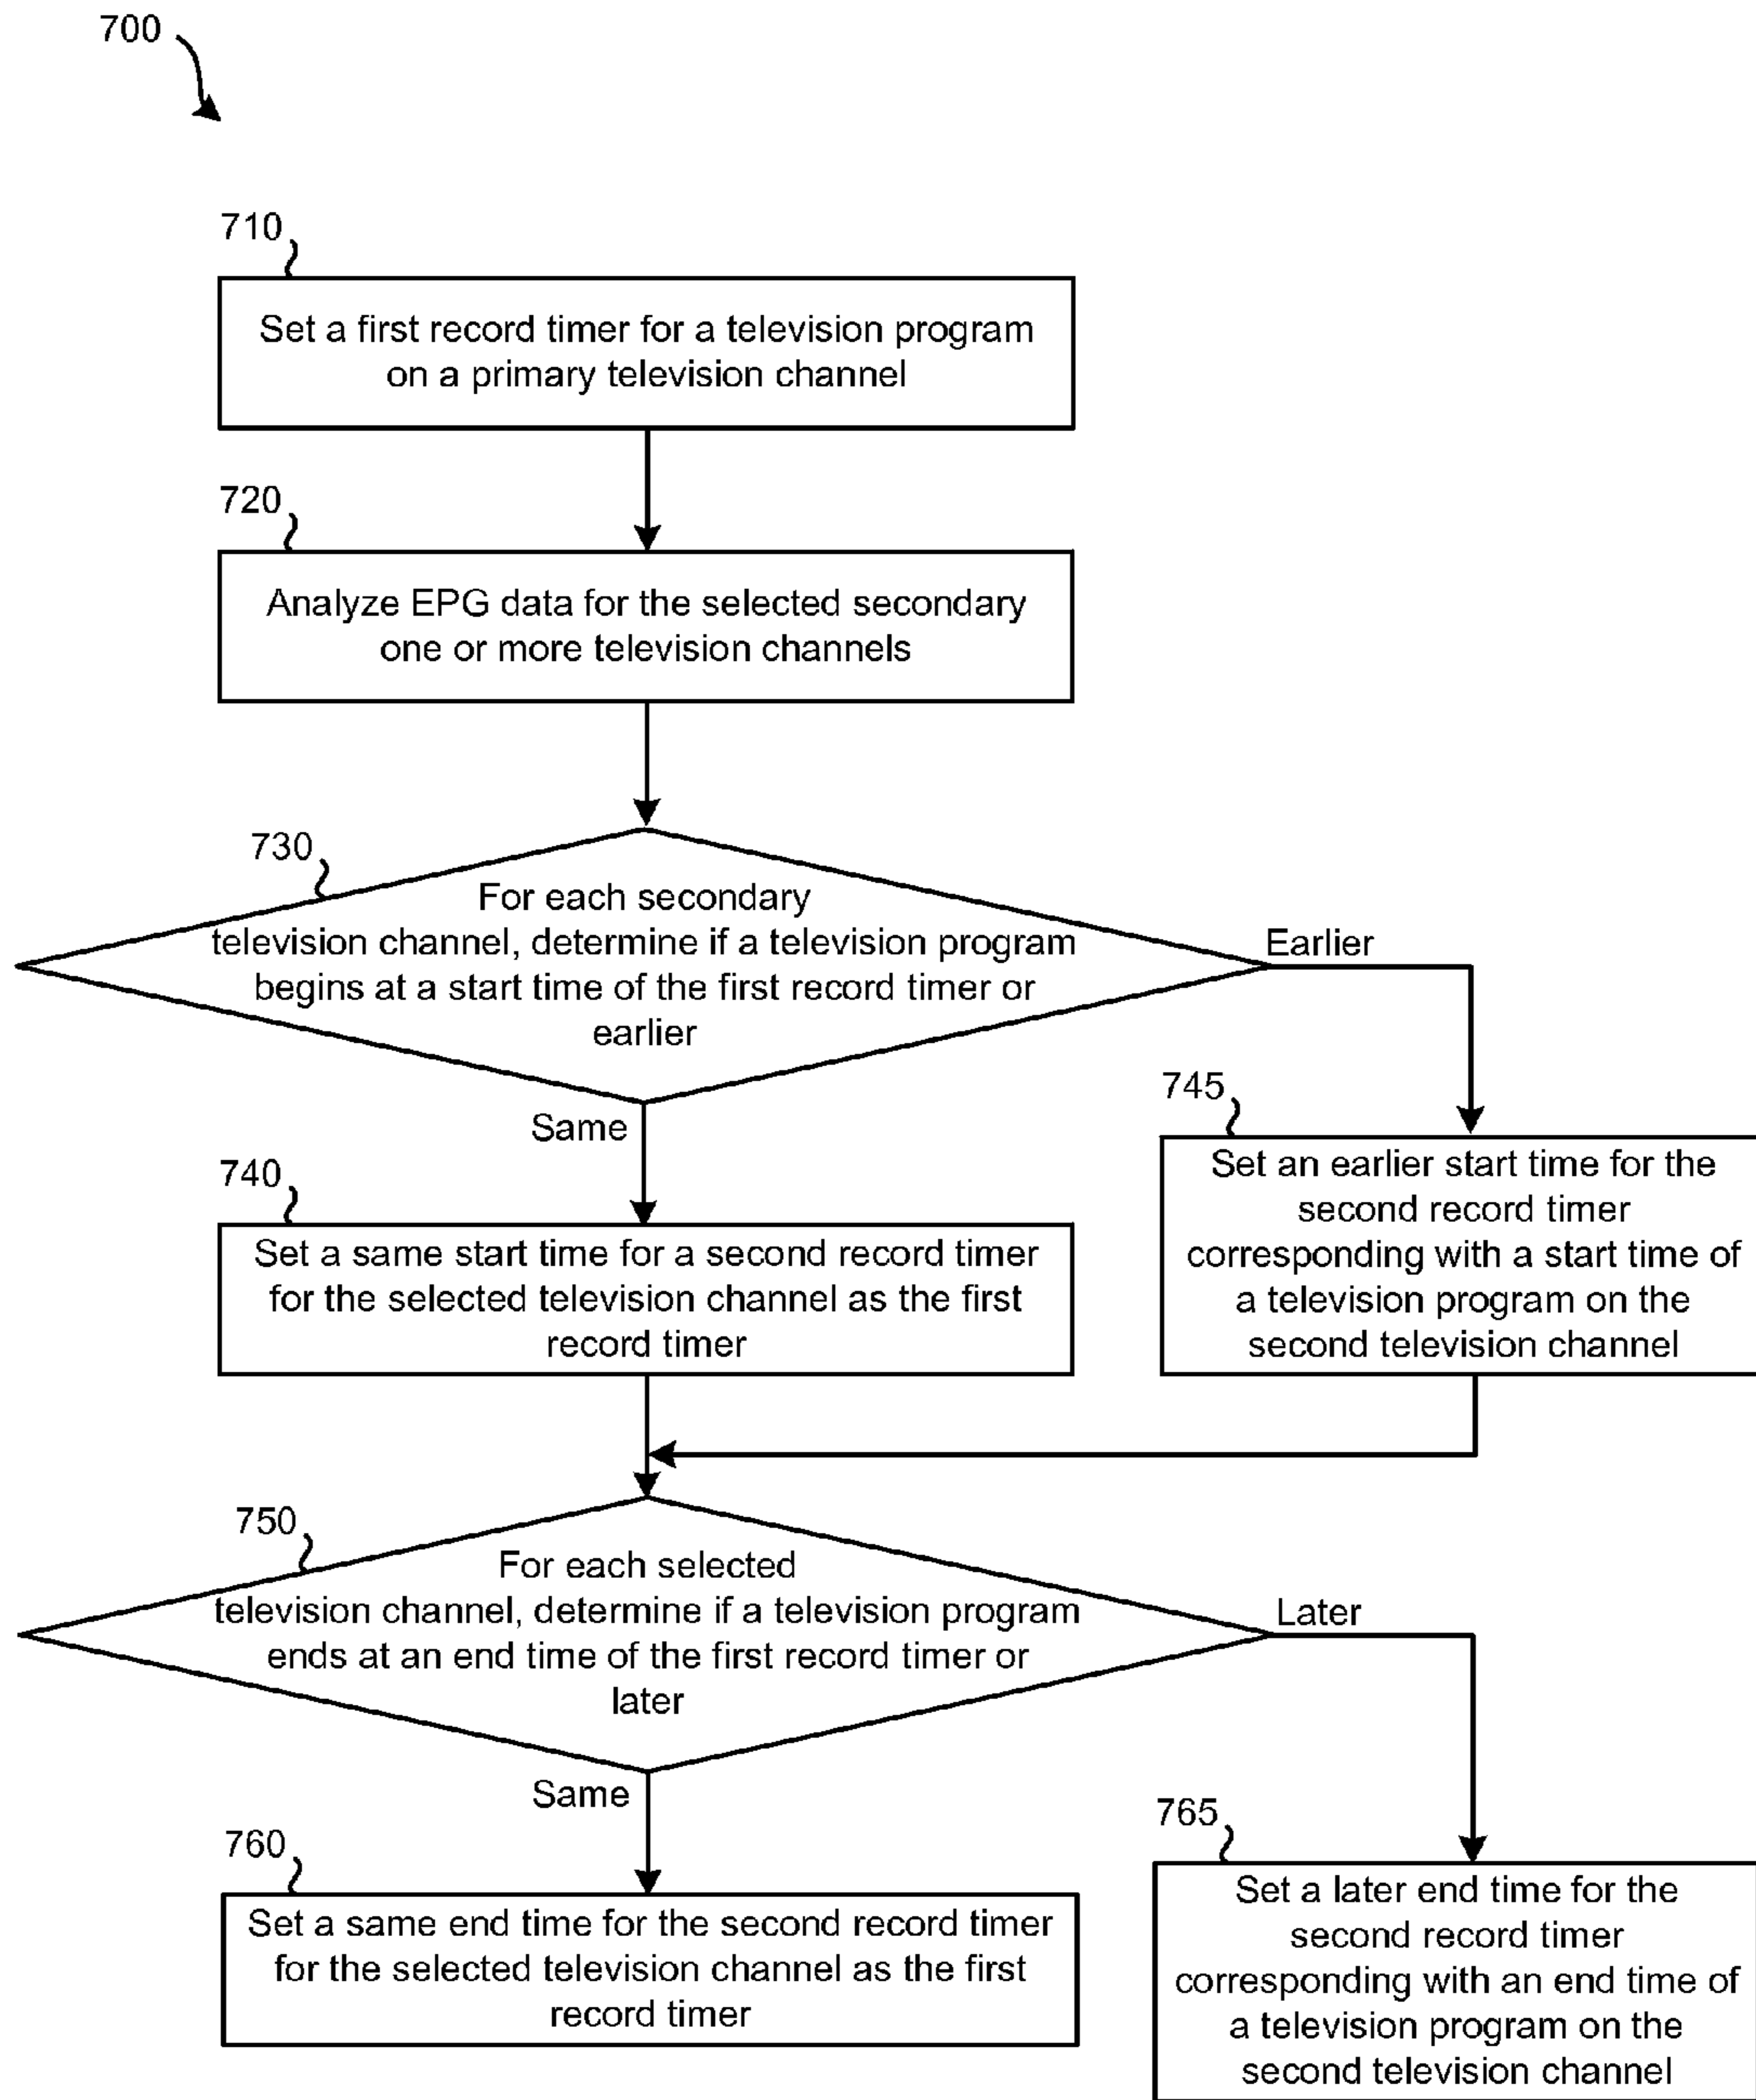 700
710
Set a first record timer for a television program
on a primary television channel
720
Analyze EPG data for the selected secondary
one or more television channels
730
For each secondary
television channel, determine if a television program
begins at a start time of the first record timer or
earlier
Earlier
Same
745
Set an earlier start time for the
second record timer
corresponding with a start time of
a television program on the
second television channel
740
Set a same start time for a second record timer
for the selected television channel as the first
record timer
750
For each selected
television channel, determine if a television program
ends at an end time of the first record timer or
later
Later
Same
760
Set a same end time for the second record timer
for the selected television channel as the first
record timer
765
Set a later end time for the
second record timer
corresponding with an end time of
a television program on the
second television channel